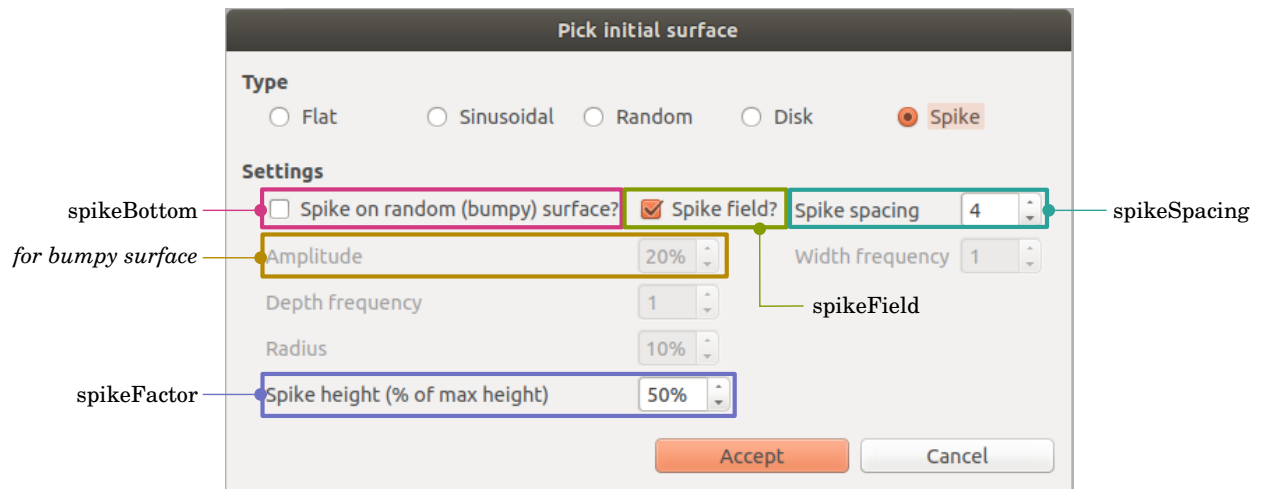 Pick initial surface
Type
Flat Sinusoidal Random Disk Spike
Settings
spikeBottom Spike on random (bumpy) surface? Spike field? Spike spacing 4 spikeSpacing
for bumpy surface Amplitude 20% Width frequency 1
Depth frequency 1 spikeField
Radius 10%
spikeFactor Spike height (% of max height) 50%
Accept Cancel